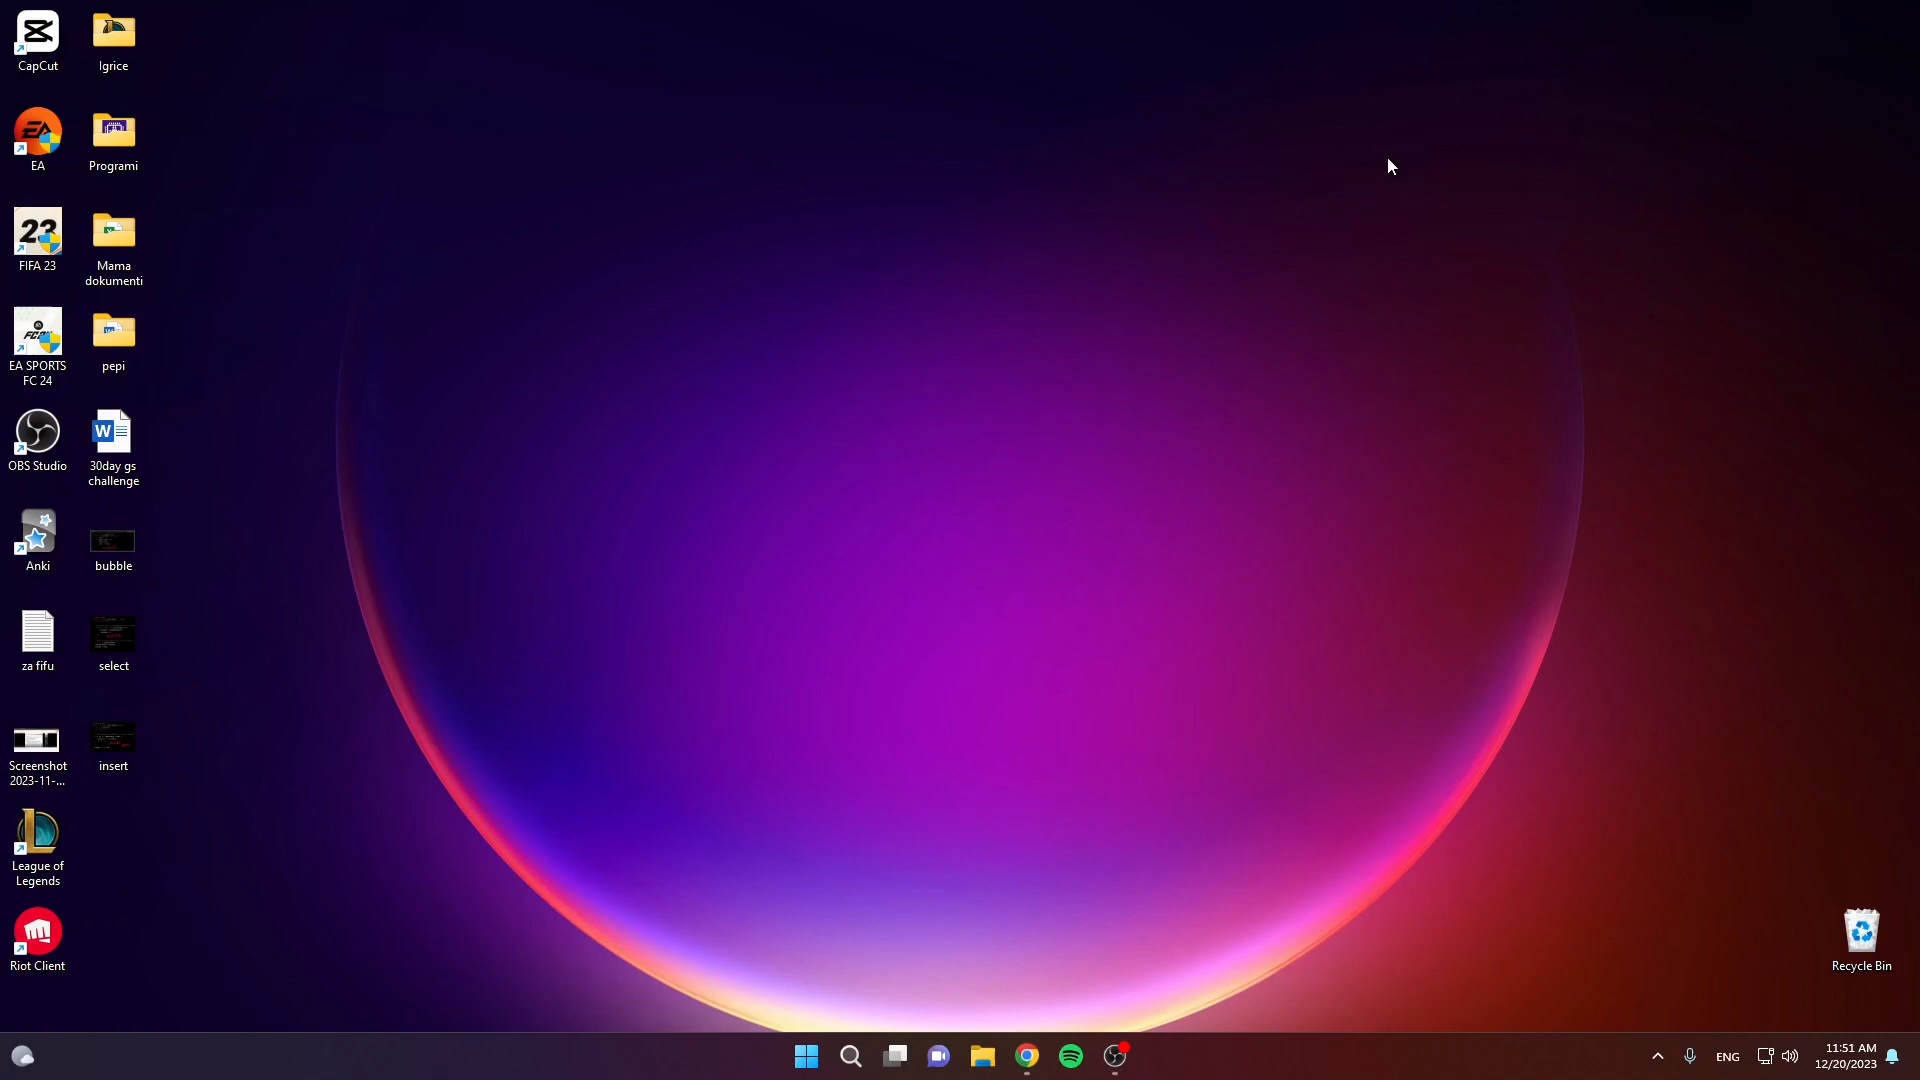 CapCut
Igrice
EA
EA
Programi
23
FIFA 23
Mama
dokumenti
EA SPORTS
FC 24
pepi
OBS Studio
W
30day gs
challenge
Anki
bubble
za fifu
select
Screenshot
2023-11-...
insert
League of
Legends
Riot Client
Recycle Bin
ENG
11:51 AM
12/20/2023